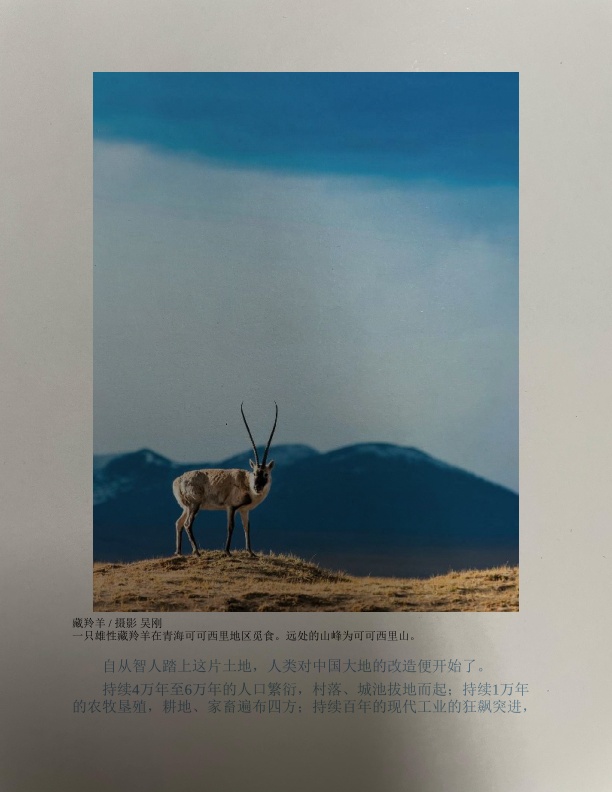 藏羚羊 / 摄影 吴刚
一只雄性藏羚羊在青海可可西里地区觅食。远处的山峰为可可西里山。
自从智人踏上这片土地，人类对中国大地的改造便开始了。
持续4万年至6万年的人口繁衍，村落、城池拔地而起；持续1万年
的农牧垦殖，耕地、家畜遍布四方；持续百年的现代工业的狂飙突进，